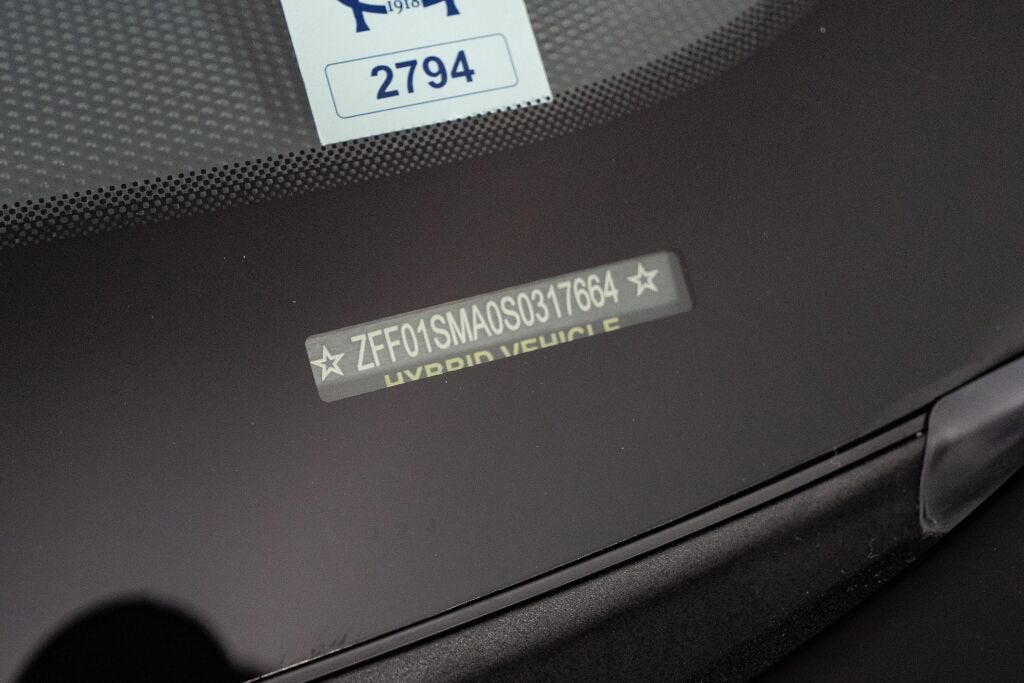 1918
2794
ZFF01SMA0S0317664
HYBRID VEHICLE